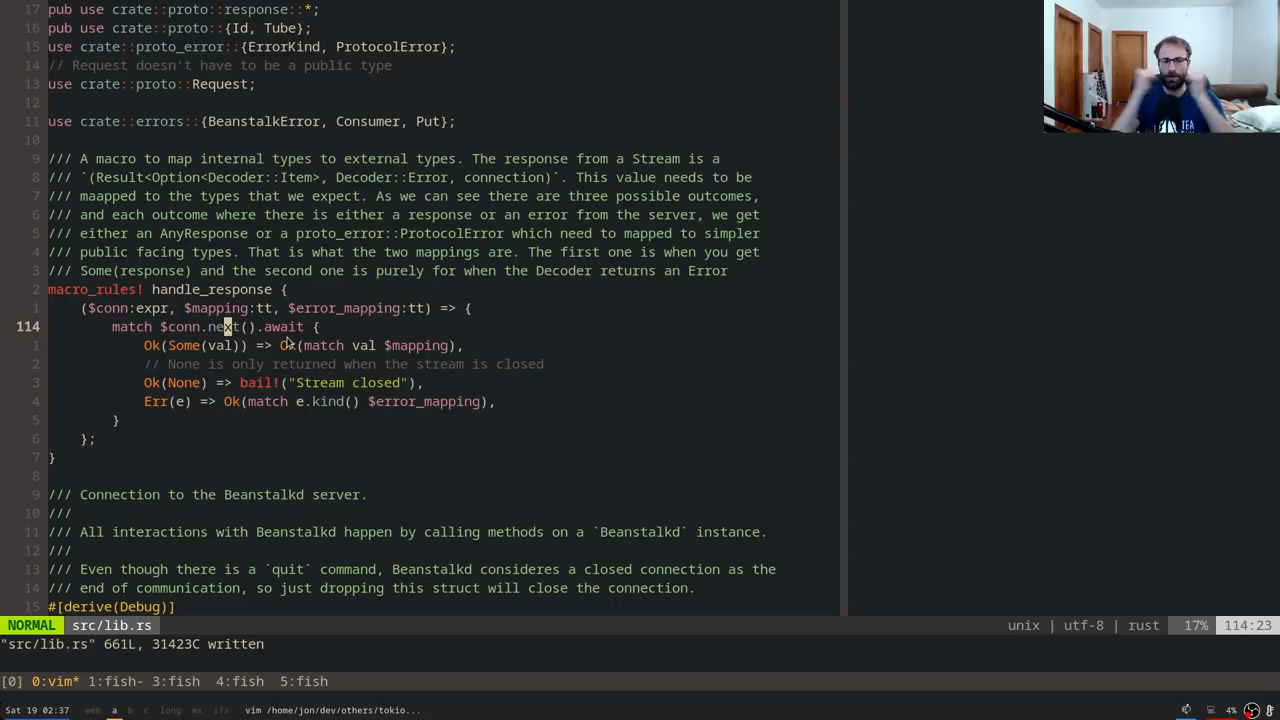 17 pub use crate::proto::response::*;
16 pub use crate::proto::{Id, Tube};
15 use crate::proto_error::{ErrorKind, ProtocolError};
14 // Request doesn't have to be a public type
13 use crate::proto::Request;
12
11 use crate::errors::{BeanstalkError, Consumer, Put};
10
9 /// A macro to map internal types to external types. The response from a Stream is a
8 /// `(Result<Option<Decoder::Item>, Decoder::Error, connection)`. This value needs to be
7 /// maapped to the types that we expect. As we can see there are three possible outcomes,
6 /// and each outcome where there is either a response or an error from the server, we get
5 /// either an AnyResponse or a proto_error::ProtocolError which need to mapped to simpler
4 /// public facing types. That is what the two mappings are. The first one is when you get
3 /// Some(response) and the second one is purely for when the Decoder returns an Error
2 macro_rules! handle_response {
1 ($conn:expr, $mapping:tt, $error_mapping:tt) => {
114 match $conn.next().await {
1 Ok(Some(val)) => Ok(match val $mapping),
2 // None is only returned when the stream is closed
3 Ok(None) => bail!("Stream closed"),
4 Err(e) => Ok(match e.kind() $error_mapping),
5 }
6 };
7 }
8
9 /// Connection to the Beanstalkd server.
10 ///
11 /// All interactions with Beanstalkd happen by calling methods on a `Beanstalkd` instance.
12 ///
13 /// Even though there is a `quit` command, Beanstalkd consideres a closed connection as the
14 /// end of communication, so just dropping this struct will close the connection.
15 #[derive(Debug)]
NORMAL src/lib.rs unix | utf-8 | rust 17% 114:23
"src/lib.rs" 661L, 31423C written
[0] 0:vim* 1:fish- 3:fish 4:fish 5:fish
Sat 19 02:37 web a b c long mx sfx vim /home/jon/dev/others/tokio... 4%